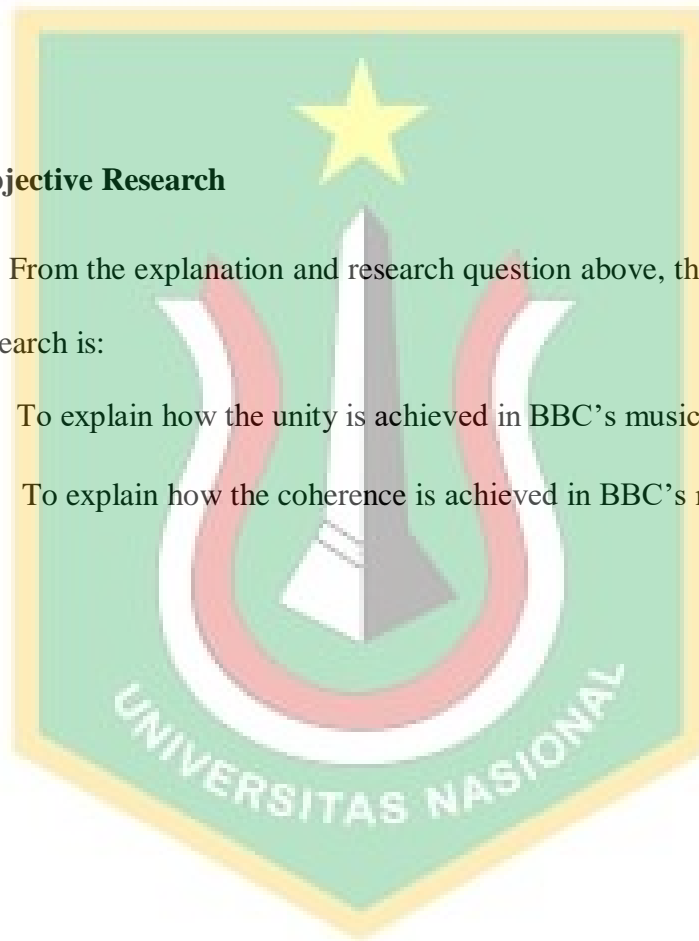 jective Research
From the explanation and research question above, th
earch is:
To explain how the unity is achieved in BBC’s music
To explain how the coherence is achieved in BBC’s
UNIVERSITAS NASIONAL